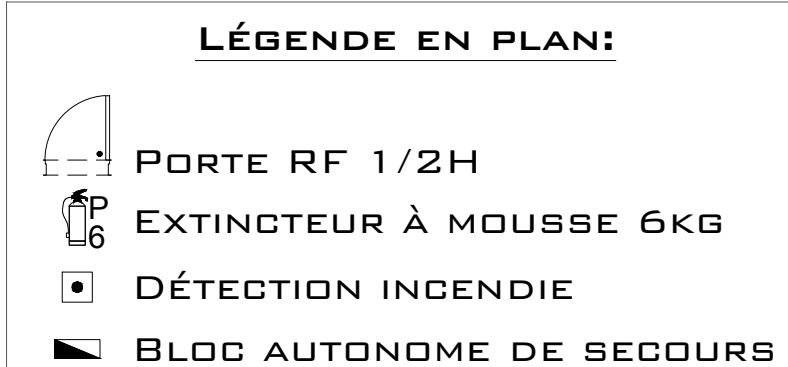 LÉGENDE EN PLAN:
PORTE RF 1/2H
P
6
EXTINCTEUR À MOUSSE 6KG
DÉTECTION INCENDIE
BLOC AUTONOME DE SECOURS